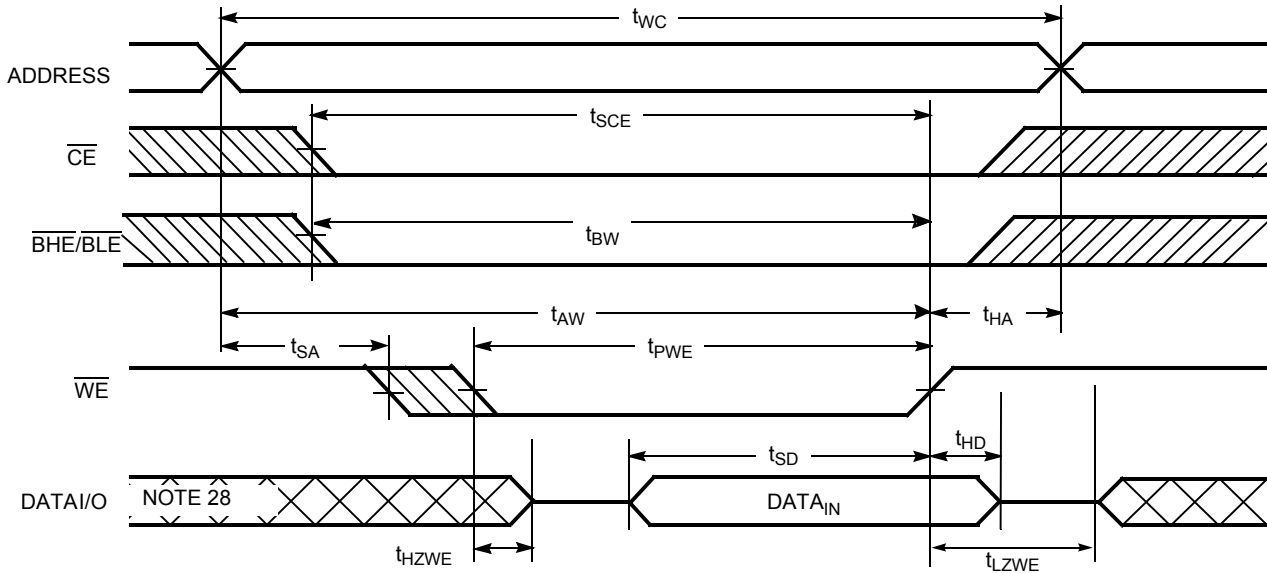 tWC
ADDRESS
tSCE
CE
tBW
BHE/BLE
tAW
tHA
tSA
tPWE
WE
tSD
tHD
DATAI/O
NOTE 28
DATAIN
tHZWE
tLZWE